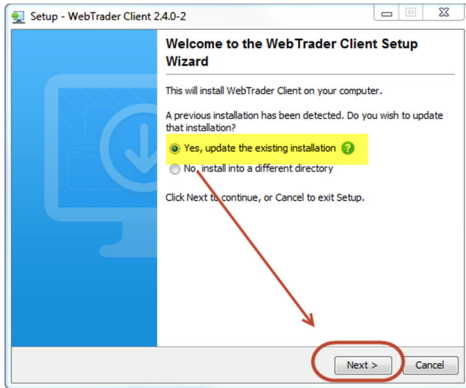 Setup - WebTrader Client 2.4.0-2
Welcome to the WebTrader Client Setup
Wizard
This will install WebTrader Client on your computer.
A previous installation has been detected. Do you wish to update
that installation?
Yes, update the existing installation ?
No, install into a different directory
Click Next to continue, or Cancel to exit Setup.
Next >
Cancel